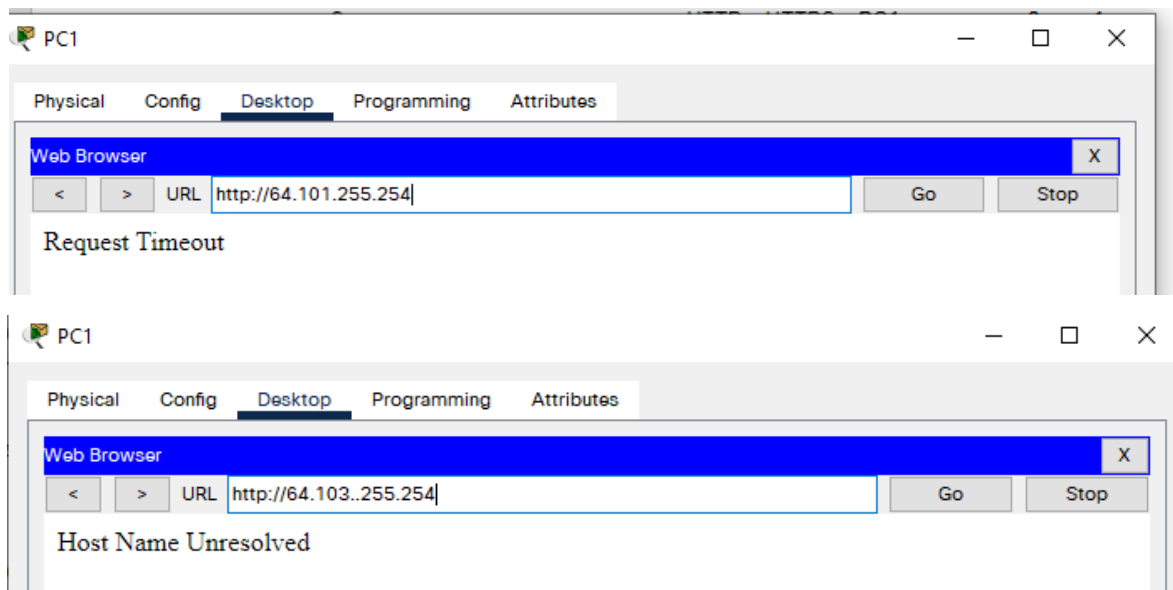 PC1
Physical Config Desktop Programming Attributes
Web Browser X
< > URL http://64.101.255.254 Go Stop
Request Timeout
PC1
Physical Config Desktop Programming Attributes
Web Browser X
< > URL http://64.103..255.254 Go Stop
Host Name Unresolved